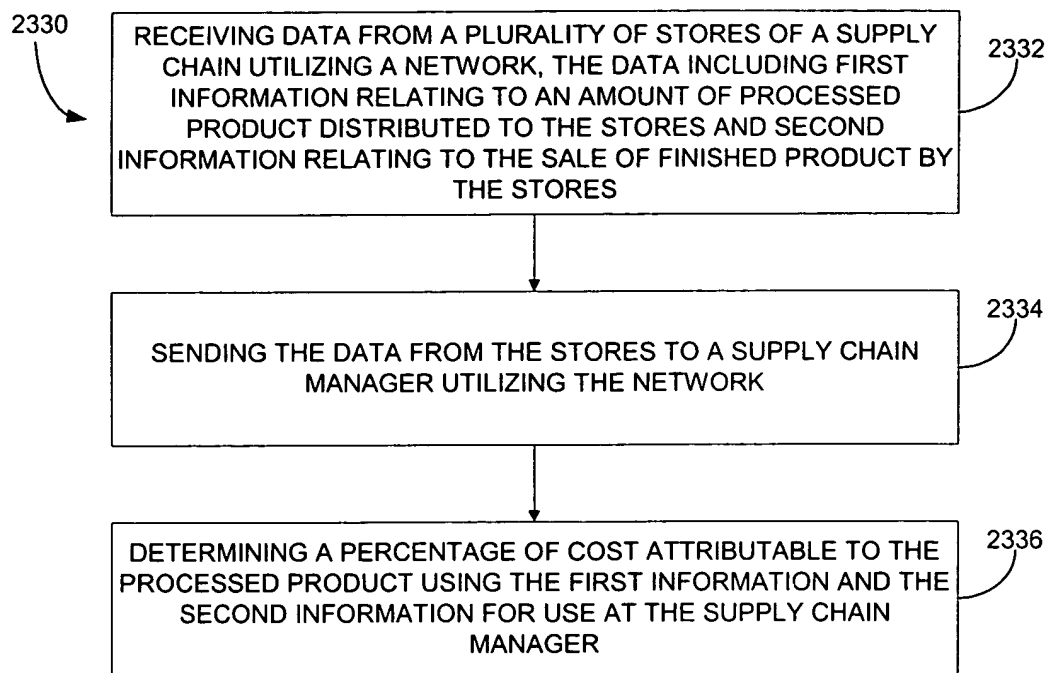 2330
RECEIVING DATA FROM A PLURALITY OF STORES OF A SUPPLY
CHAIN UTILIZING A NETWORK, THE DATA INCLUDING FIRST
INFORMATION RELATING TO AN AMOUNT OF PROCESSED
PRODUCT DISTRIBUTED TO THE STORES AND SECOND
INFORMATION RELATING TO THE SALE OF FINISHED PRODUCT BY
THE STORES
2332
SENDING THE DATA FROM THE STORES TO A SUPPLY CHAIN
MANAGER UTILIZING THE NETWORK
2334
DETERMINING A PERCENTAGE OF COST ATTRIBUTABLE TO THE
PROCESSED PRODUCT USING THE FIRST INFORMATION AND THE
SECOND INFORMATION FOR USE AT THE SUPPLY CHAIN
MANAGER
2336